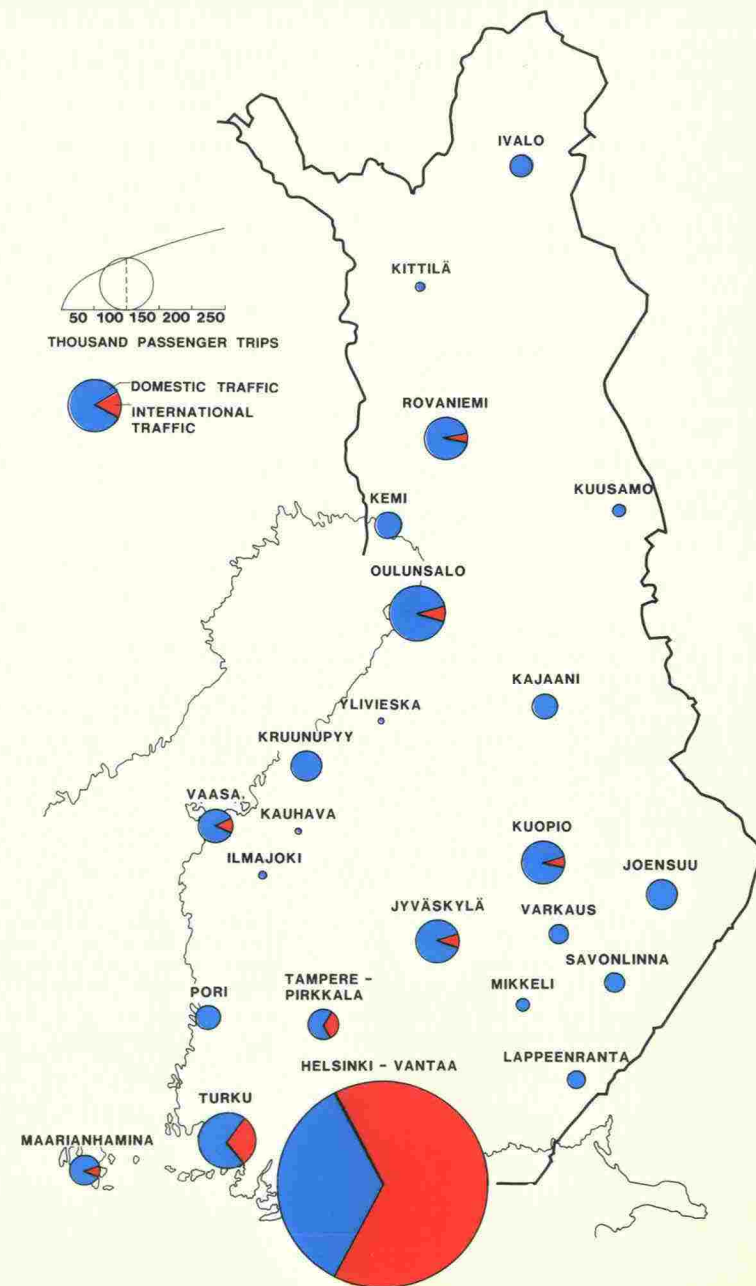 IVALO
KITTILÄ
50 100 150 200 250
THOUSAND PASSENGER TRIPS
DOMESTIC TRAFFIC
INTERNATIONAL
TRAFFIC
ROVANIEMI
KUUSAMO
KEMI
OULUNSALO
KAJAANI
YLIVIESKA
KRUUNUPYY
VAASA
KAUHAVA
ILMAJOKI
KUOPIO
JOENSUU
JYVÄSKYLÄ
VARKAUS
SAVONLINNA
MIKKELI
PORI
TAMPERE -
PIRKKALA
LAPPEENRANTA
HELSINKI - VANTAA
TURKU
MAARIANHAMINA